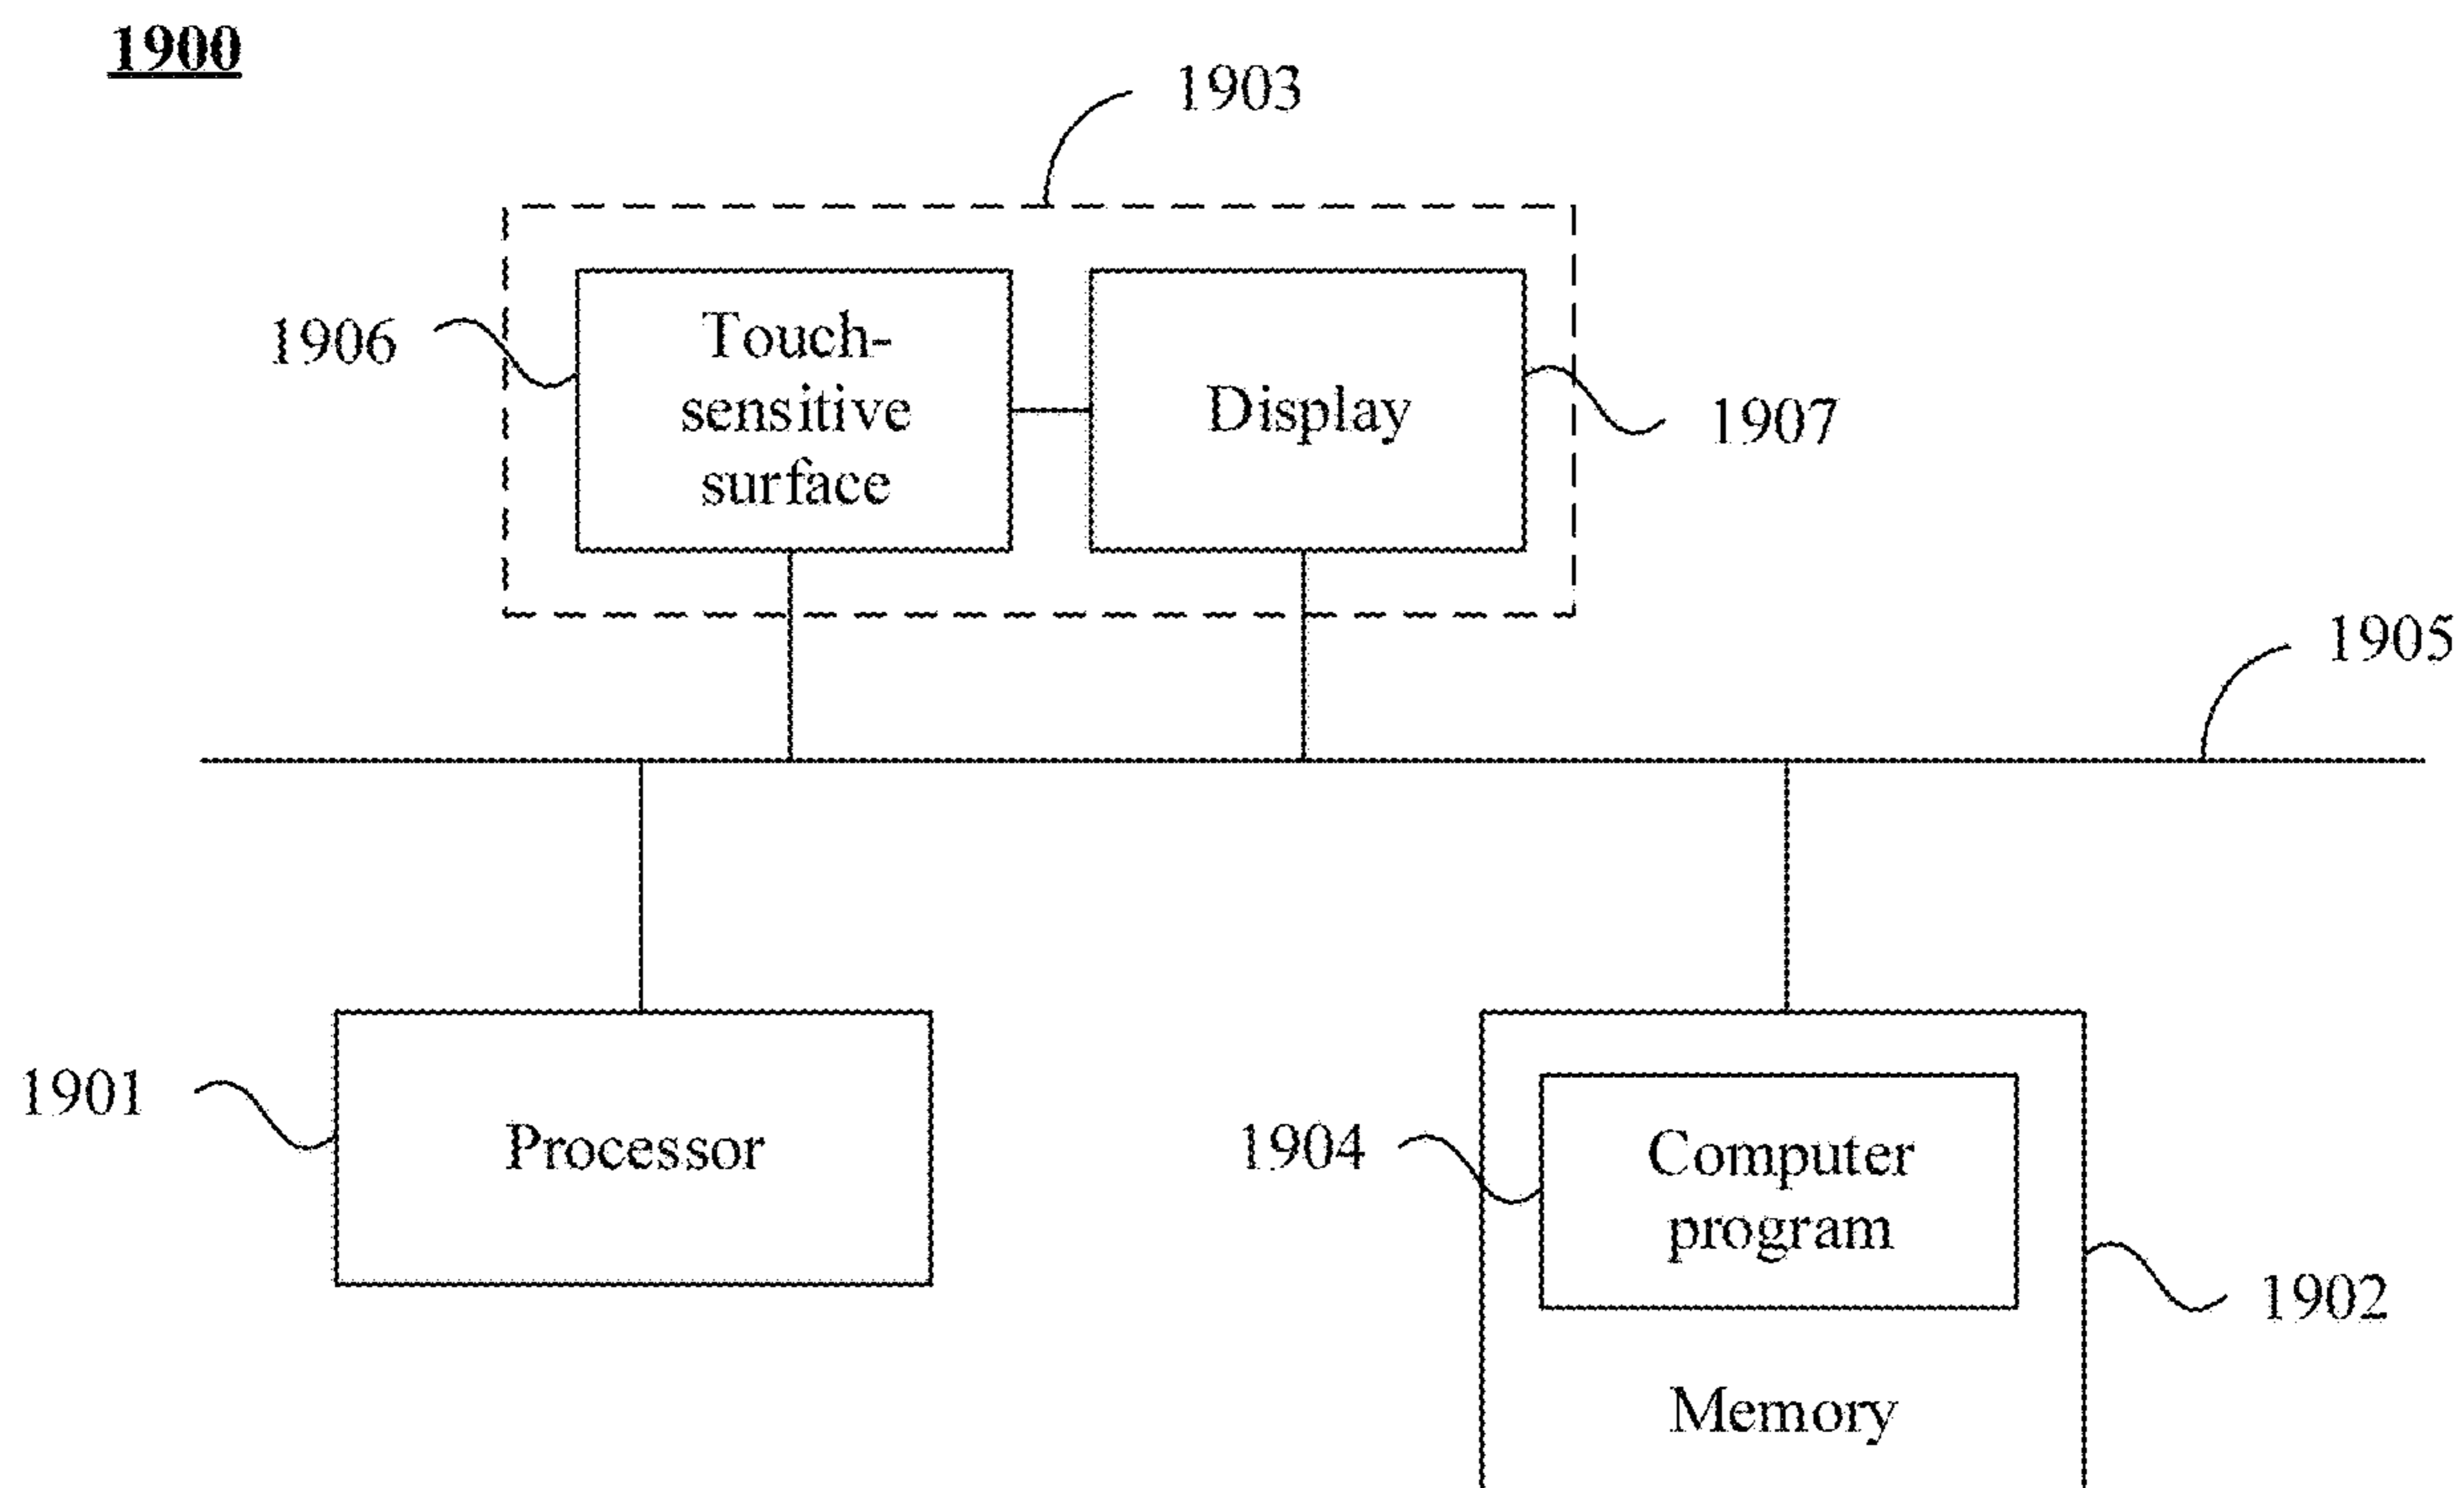 1900
1903
1906
Touch-
sensitive
surface
Display
1907
1905
1901
Processor
1904
Computer
program
1902
Memory